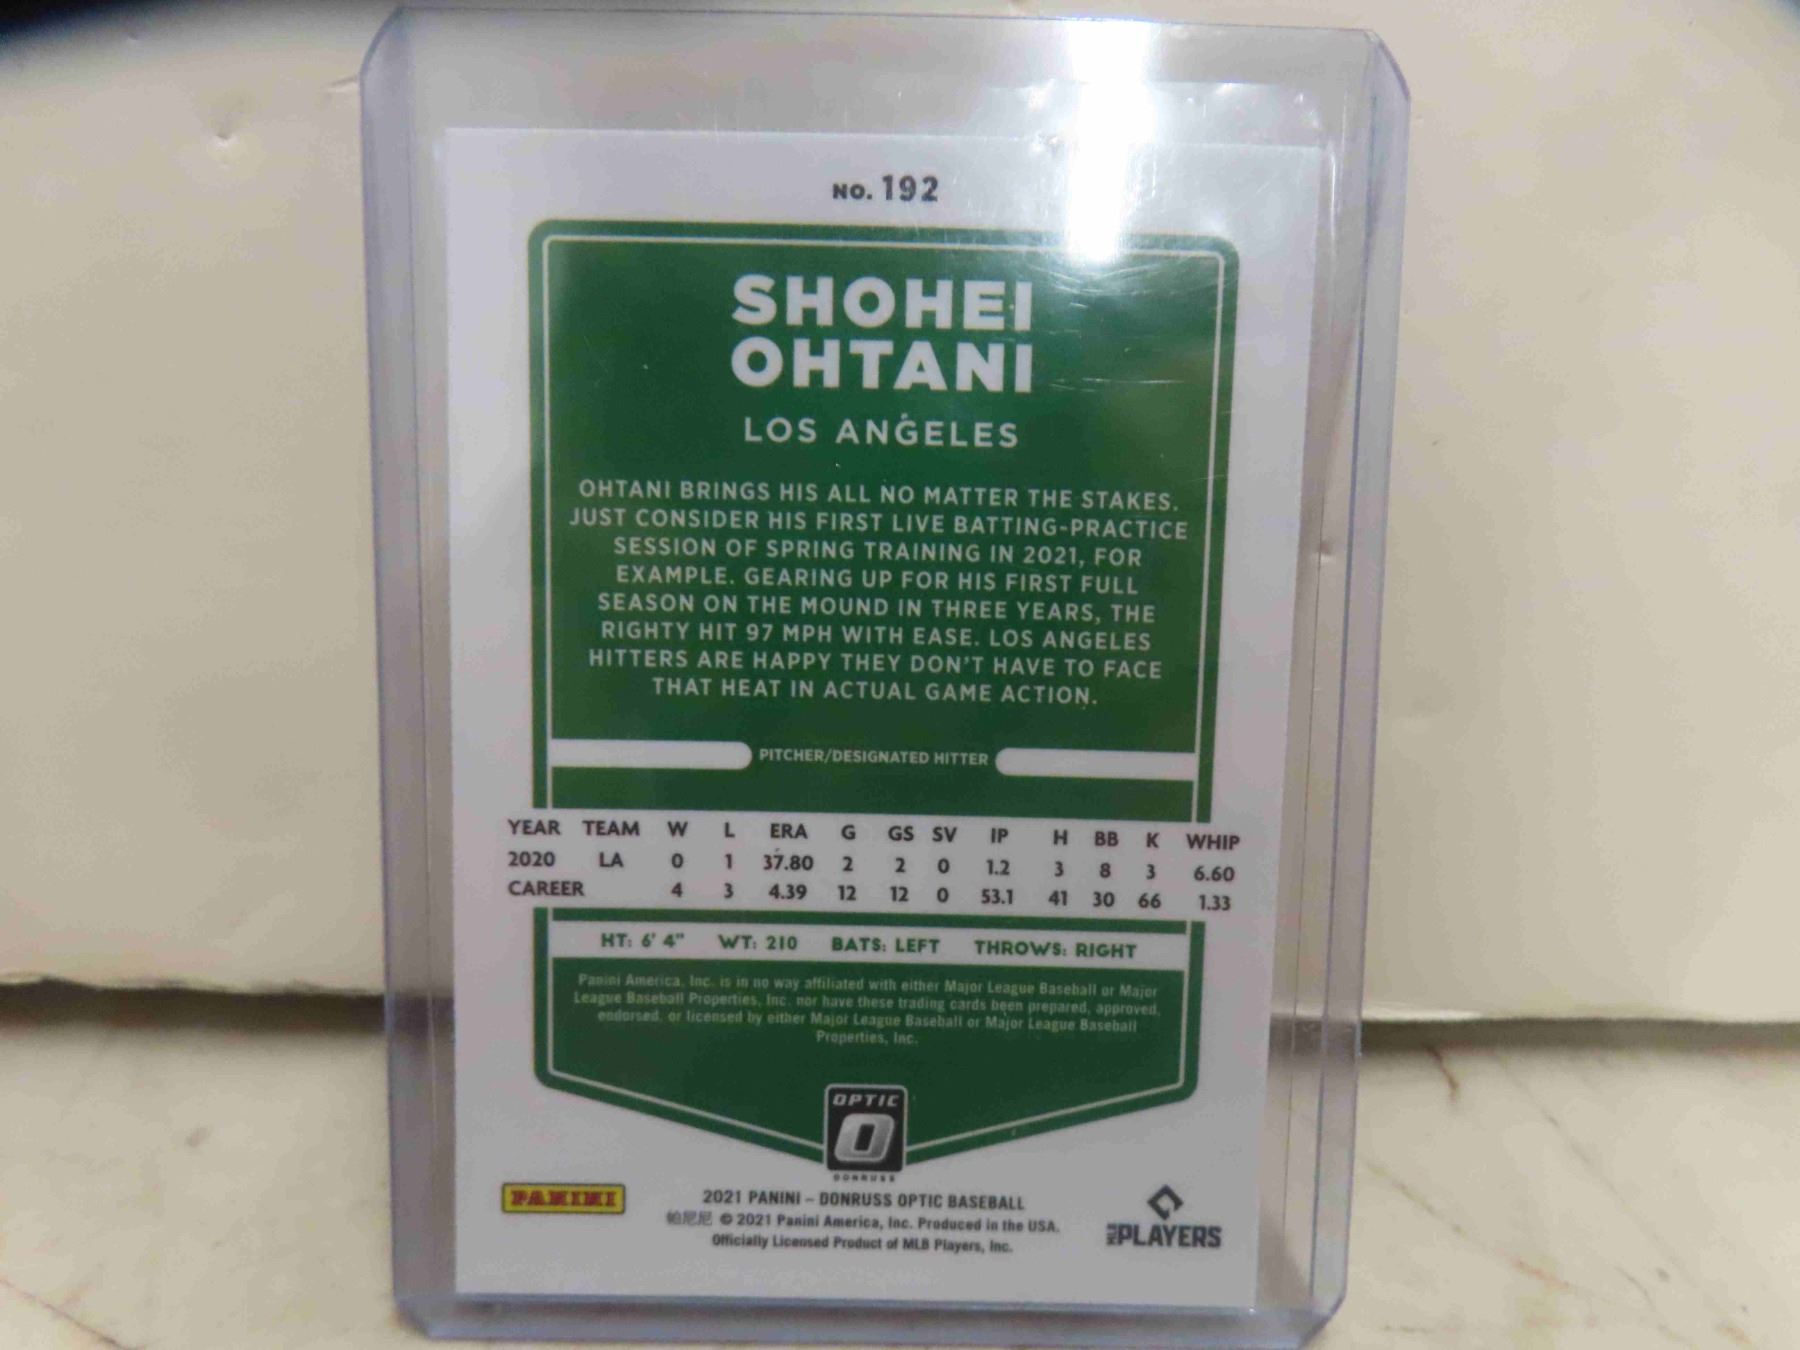 NO. 192
SHOHEI
OHTANI
LOS ANGELES
OHTANI BRINGS HIS ALL NO MATTER THE STAKES.
JUST CONSIDER HIS FIRST LIVE BATTING-PRACTICE
SESSION OF SPRING TRAINING IN 2021, FOR
EXAMPLE. GEARING UP FOR HIS FIRST FULL
SEASON ON THE MOUND IN THREE YEARS, THE
RIGHTY HIT 97 MPH WITH EASE. LOS ANGELES
HITTERS ARE HAPPY THEY DON'T HAVE TO FACE
THAT HEAT IN ACTUAL GAME ACTION.
PITCHER/DESIGNATED HITTER
YEAR TEAM W L ERA G GS SV IP H BB K WHIP
2020 LA 0 1 37.80 2 2 0 1.2 3 8 3 6.60
CAREER 4 3 4.39 12 12 0 53.1 41 30 66 1.33
HT: 6' 4" WT: 210 BATS: LEFT THROWS: RIGHT
Panini America, Inc. is in no way affiliated with either Major League Baseball or Major
League Baseball Properties, Inc. nor have these trading cards been prepared, approved,
endorsed, or licensed by either Major League Baseball or Major League Baseball
Properties, Inc.
OPTIC
DONRUSS
PANINI
2021 PANINI – DONRUSS OPTIC BASEBALL
帕尼尼 © 2021 Panini America, Inc. Produced in the USA.
Officially Licensed Product of MLB Players, Inc.
MLB PLAYERS